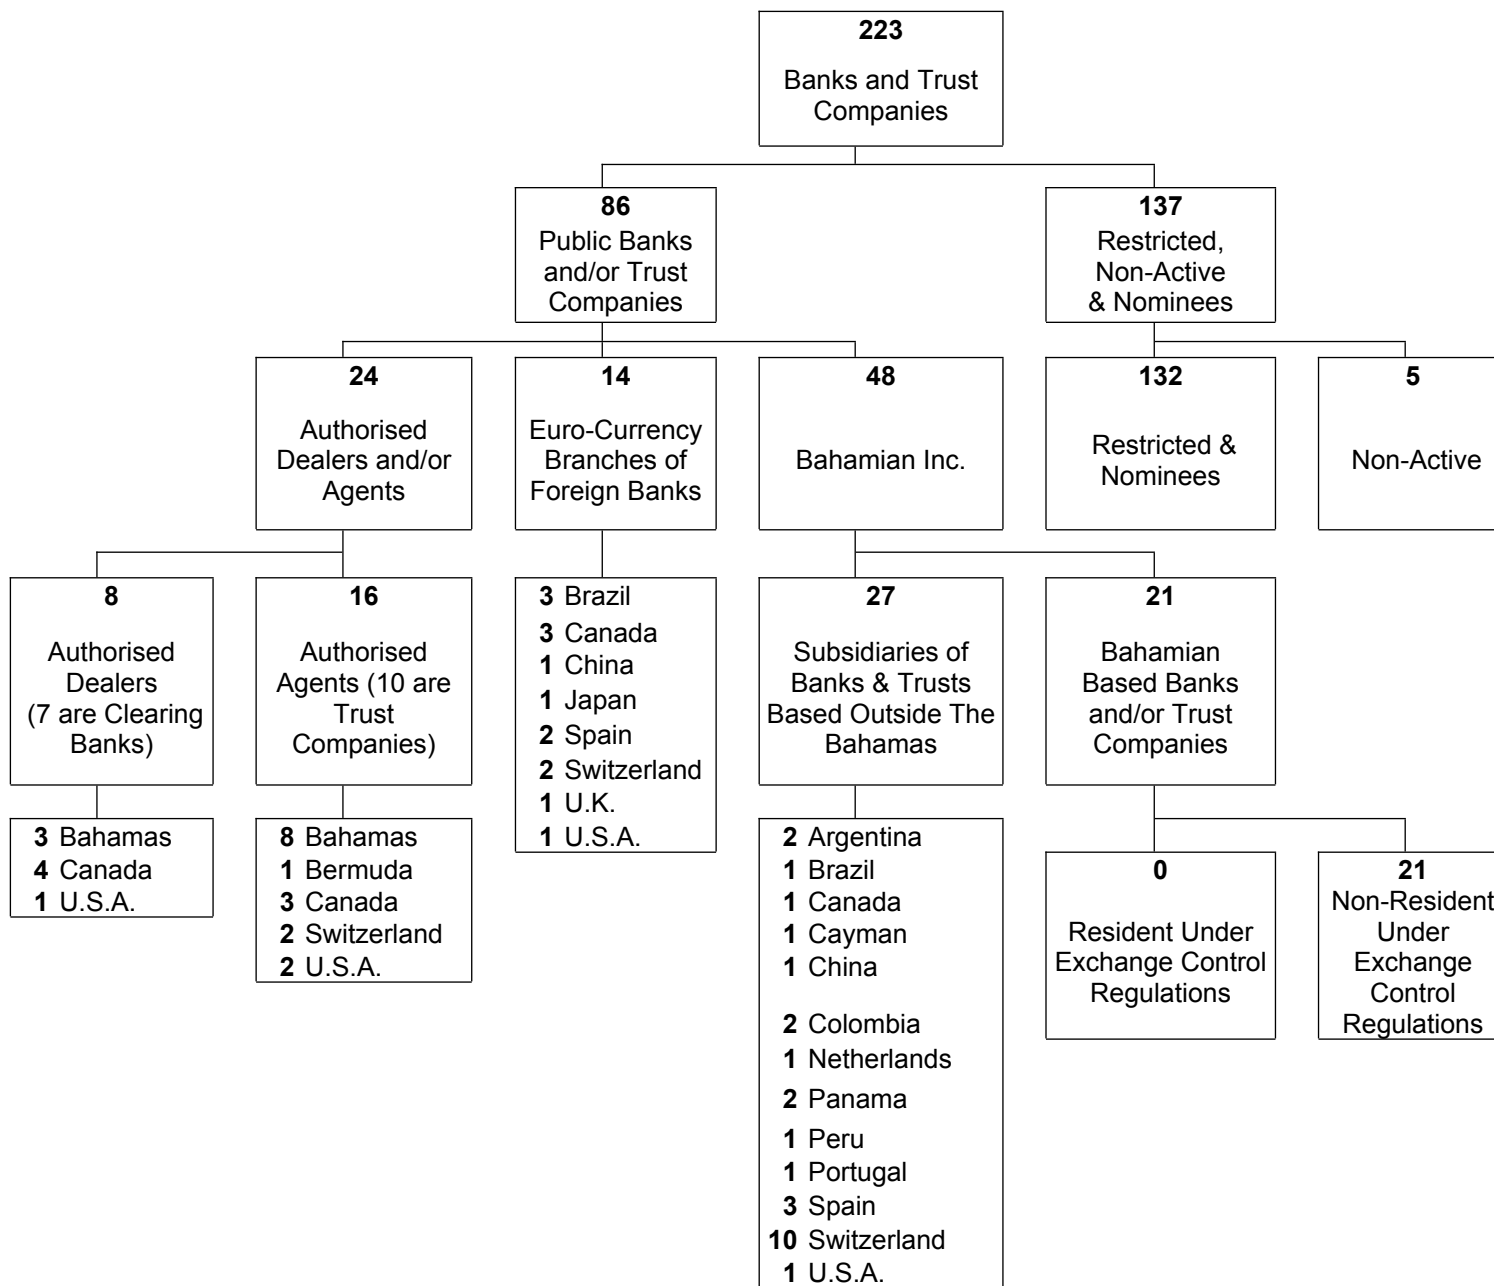 223
Banks and Trust
Companies
86
Public Banks
and/or Trust
Companies
137
Restricted,
Non-Active
& Nominees
24
Authorised
Dealers and/or
Agents
14
Euro-Currency
Branches of
Foreign Banks
48
Bahamian Inc.
132
Restricted &
Nominees
5
Non-Active
8
Authorised
Dealers
(7 are Clearing
Banks)
16
Authorised
Agents (10 are
Trust
Companies)
3 Brazil
3 Canada
1 China
1 Japan
2 Spain
2 Switzerland
1 U.K.
1 U.S.A.
27
Subsidiaries of
Banks & Trusts
Based Outside The
Bahamas
21
Bahamian
Based Banks
and/or Trust
Companies
3 Bahamas
4 Canada
1 U.S.A.
8 Bahamas
1 Bermuda
3 Canada
2 Switzerland
2 U.S.A.
2 Argentina
1 Brazil
1 Canada
1 Cayman
1 China
2 Colombia
1 Netherlands
2 Panama
1 Peru
1 Portugal
3 Spain
10 Switzerland
1 U.S.A.
0
Resident Under
Exchange Control
Regulations
21
Non-Resident
Under
Exchange
Control
Regulations